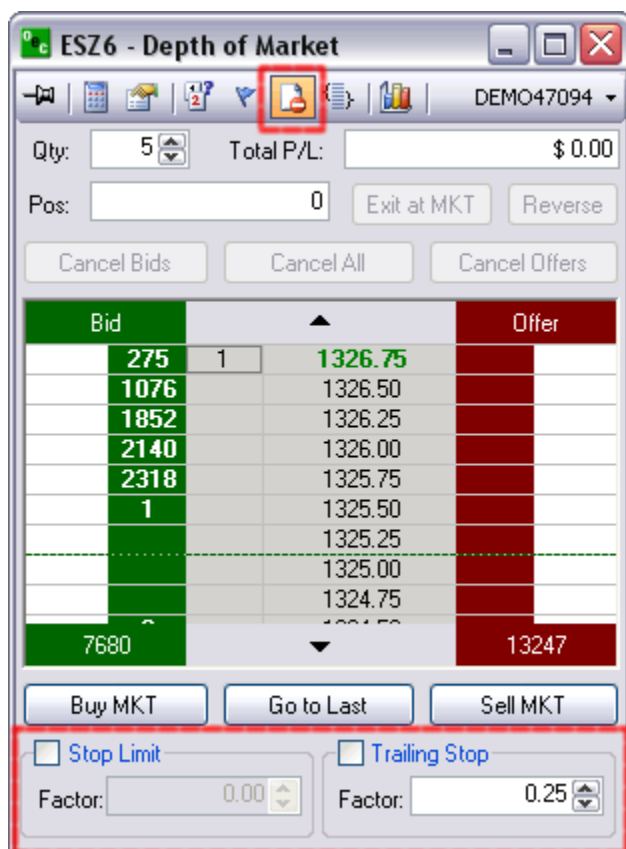 ESZ6 - Depth of Market
DEMO47094
Qty: 5 Total P/L: $ 0.00
Pos: 0 Exit at MKT Reverse
Cancel Bids Cancel All Cancel Offers
Bid Offer
275 1 1326.75
1076 1326.50
1852 1326.25
2140 1326.00
2318 1325.75
1 1325.50
1325.25
1325.00
1324.75
7680 13247
Buy MKT Go to Last Sell MKT
Stop Limit Trailing Stop
Factor: 0.00 Factor: 0.25